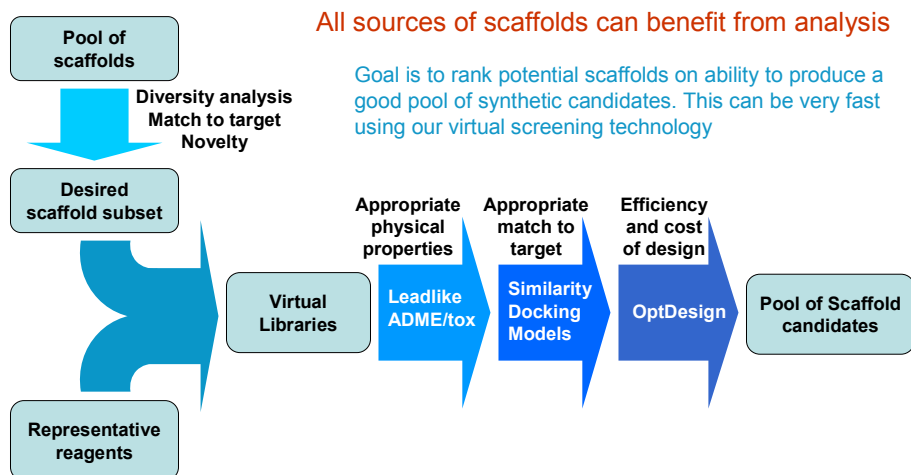 All sources of scaffolds can benefit from analysis
Goal is to rank potential scaffolds on ability to produce a
good pool of synthetic candidates. This can be very fast
using our virtual screening technology
Pool of
scaffolds
Diversity analysis
Match to target
Novelty
Desired
scaffold subset
Representative
reagents
Virtual
Libraries
Appropriate
physical
properties
Leadlike
ADME/tox
Appropriate
match to
target
Similarity
Docking
Models
Efficiency
and cost
of design
OptDesign
Pool of Scaffold
candidates